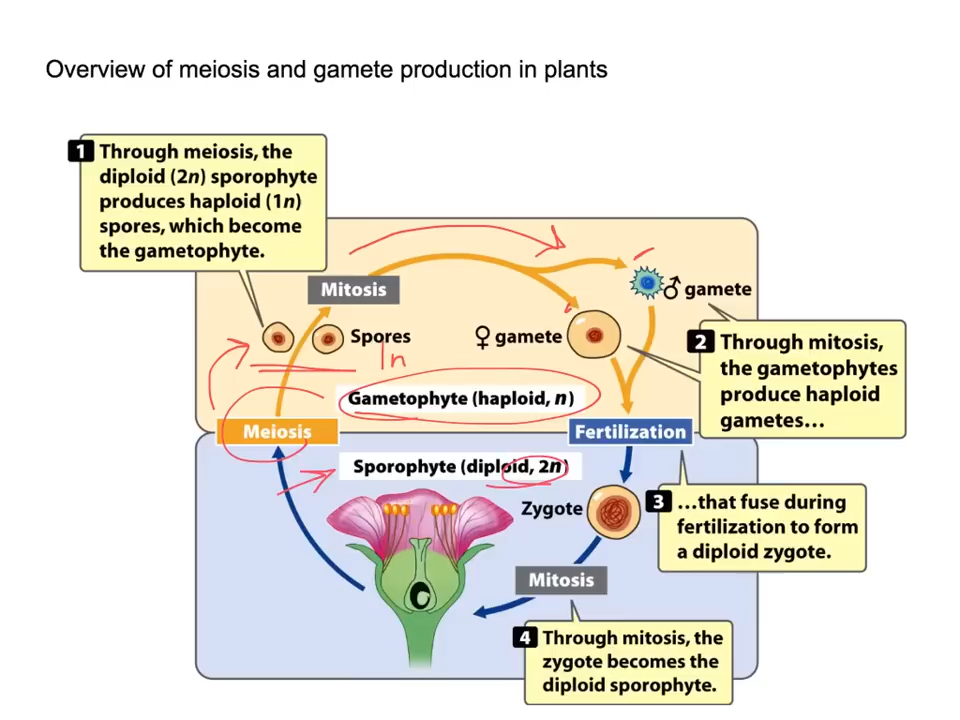 Overview of meiosis and gamete production in plants
1 Through meiosis, the
diploid (2n) sporophyte
produces haploid (1n)
spores, which become
the gametophyte.
Mitosis
♂ gamete
Spores
1n
♀ gamete
2 Through mitosis,
the gametophytes
produce haploid
gametes…
Gametophyte (haploid, n)
Meiosis
Fertilization
Sporophyte (diploid, 2n)
Zygote
3 …that fuse during
fertilization to form
a diploid zygote.
Mitosis
4 Through mitosis, the
zygote becomes the
diploid sporophyte.